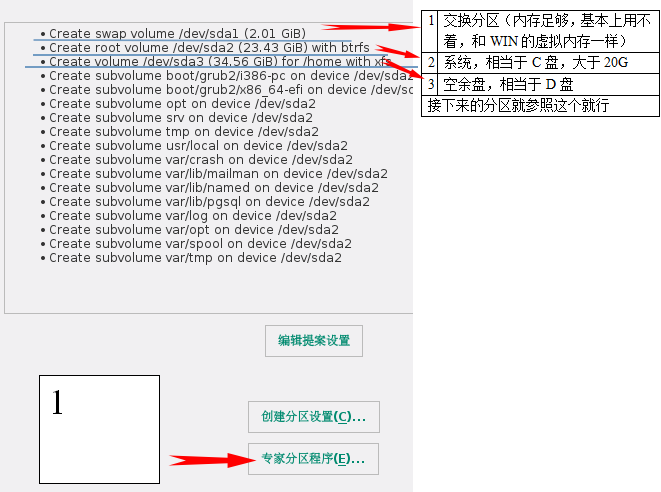 Create swap volume /dev/sda1 (2.01 GiB)
Create root volume /dev/sda2 (23.43 GiB) with btrfs
Create volume /dev/sda3 (34.56 GiB) for /home with xfs
Create subvolume boot/grub2/i386-pc on device /dev/sda2
Create subvolume boot/grub2/x86_64-efi on device /dev/sd
Create subvolume opt on device /dev/sda2
Create subvolume srv on device /dev/sda2
Create subvolume tmp on device /dev/sda2
Create subvolume usr/local on device /dev/sda2
Create subvolume var/crash on device /dev/sda2
Create subvolume var/lib/mailman on device /dev/sda2
Create subvolume var/lib/named on device /dev/sda2
Create subvolume var/lib/pgsql on device /dev/sda2
Create subvolume var/log on device /dev/sda2
Create subvolume var/opt on device /dev/sda2
Create subvolume var/spool on device /dev/sda2
Create subvolume var/tmp on device /dev/sda2
1 交换分区（内存足够，基本上用不
着，和 WIN 的虚拟内存一样）
2 系统，相当于 C 盘，大于 20G
3 空余盘，相当于 D 盘
接下来的分区就参照这个就行
编辑提案设置
1
创建分区设置(C)...
专家分区程序(E)...